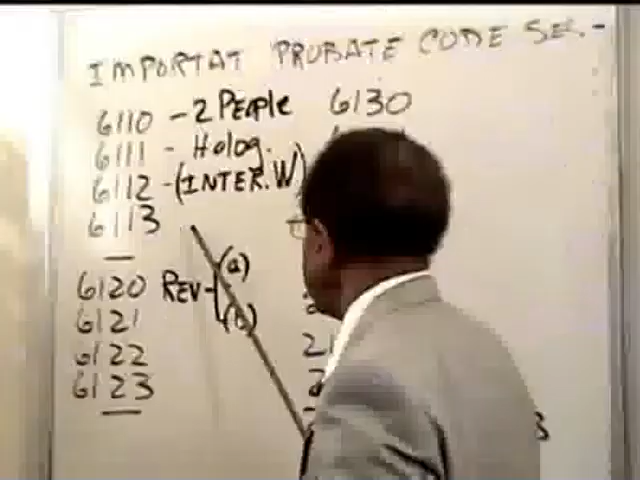 IMPORTAT PROBATE CODE SEC.-
6110 - 2 PEOPLE 6130
6111 - Holog.
6112 - (INTER.W)
6113
6120 REV- (a)
6121 (b)
6122
6123